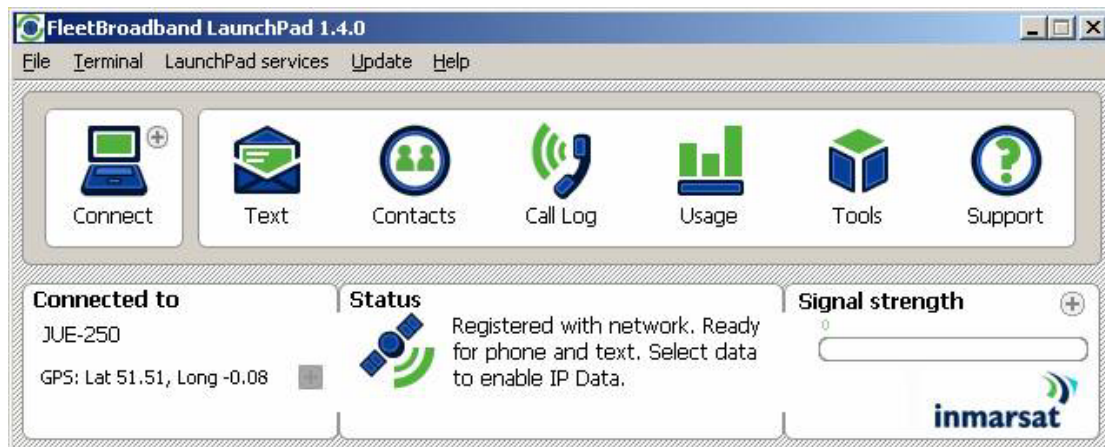 FleetBroadband LaunchPad 1.4.0
File Terminal LaunchPad services Update Help
Connect
Text
Contacts
Call Log
Usage
Tools
Support
Connected to
JUE-250
GPS: Lat 51.51, Long -0.08
Status
Registered with network. Ready
for phone and text. Select data
to enable IP Data.
Signal strength
0
inmarsat